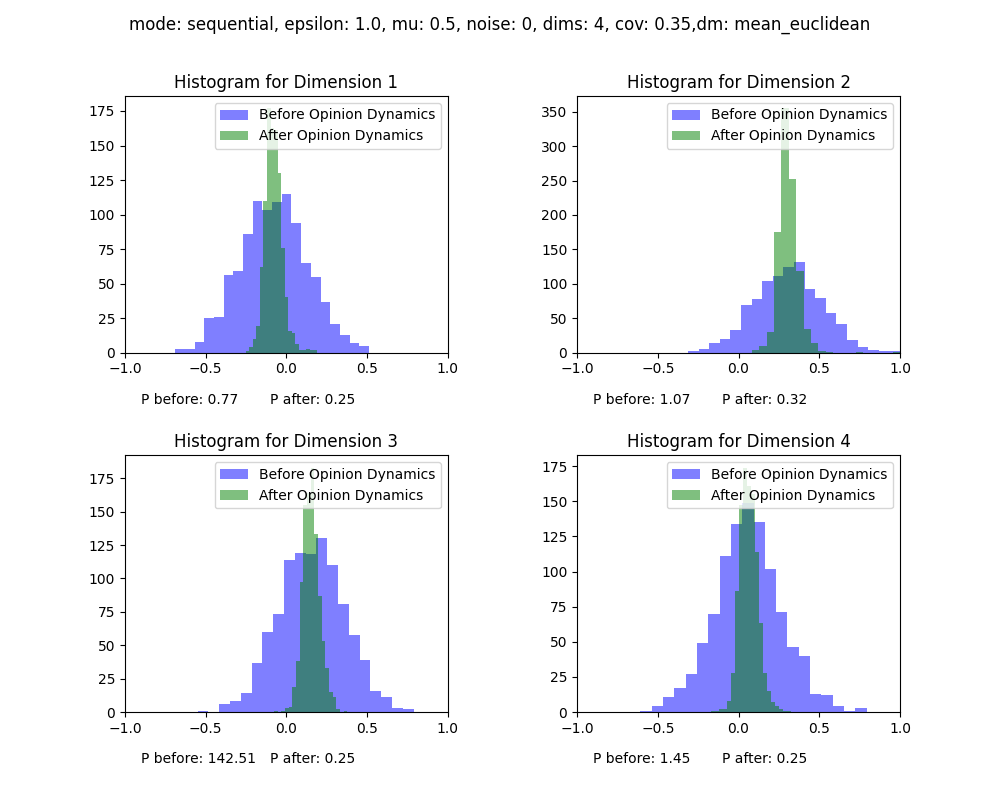 mode: sequential, epsilon: 1.0, mu: 0.5, noise: 0, dims: 4, cov: 0.35,dm: mean_euclidean
Histogram for Dimension 1
Before Opinion Dynamics
After Opinion Dynamics
175
150
125
100
75
50
25
0
−1.0 −0.5 0.0 0.5 1.0
P before: 0.77 P after: 0.25
Histogram for Dimension 2
Before Opinion Dynamics
After Opinion Dynamics
350
300
250
200
150
100
50
0
−1.0 −0.5 0.0 0.5 1.0
P before: 1.07 P after: 0.32
Histogram for Dimension 3
Before Opinion Dynamics
After Opinion Dynamics
175
150
125
100
75
50
25
0
−1.0 −0.5 0.0 0.5 1.0
P before: 142.51 P after: 0.25
Histogram for Dimension 4
Before Opinion Dynamics
After Opinion Dynamics
175
150
125
100
75
50
25
0
−1.0 −0.5 0.0 0.5 1.0
P before: 1.45 P after: 0.25